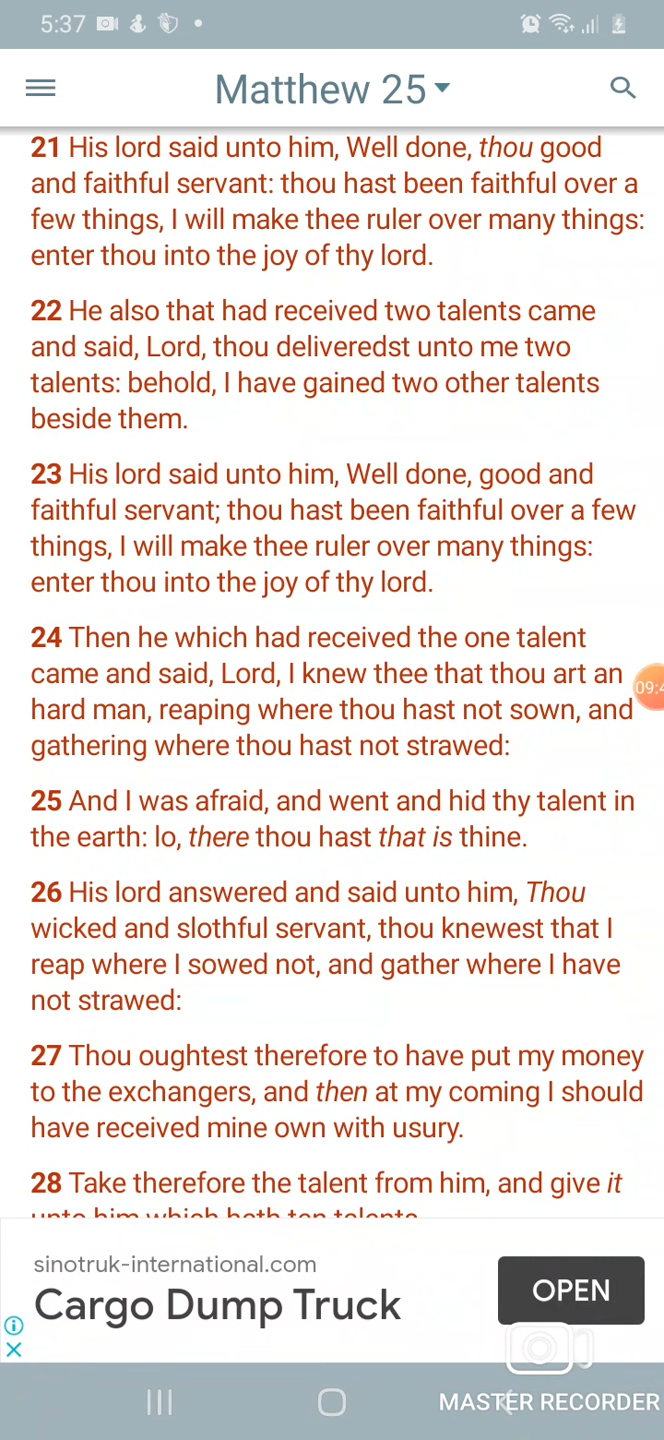 5:37
Matthew 25
21 His lord said unto him, Well done, thou good
and faithful servant: thou hast been faithful over a
few things, I will make thee ruler over many things:
enter thou into the joy of thy lord.
22 He also that had received two talents came
and said, Lord, thou deliveredst unto me two
talents: behold, I have gained two other talents
beside them.
23 His lord said unto him, Well done, good and
faithful servant; thou hast been faithful over a few
things, I will make thee ruler over many things:
enter thou into the joy of thy lord.
24 Then he which had received the one talent
came and said, Lord, I knew thee that thou art an
hard man, reaping where thou hast not sown, and
09:4
gathering where thou hast not strawed:
25 And I was afraid, and went and hid thy talent in
the earth: lo, there thou hast that is thine.
26 His lord answered and said unto him, Thou
wicked and slothful servant, thou knewest that I
reap where I sowed not, and gather where I have
not strawed:
27 Thou oughtest therefore to have put my money
to the exchangers, and then at my coming I should
have received mine own with usury.
28 Take therefore the talent from him, and give it
unto him which hath ten talents
sinotruk-international.com
Cargo Dump Truck
OPEN
MASTER RECORDER